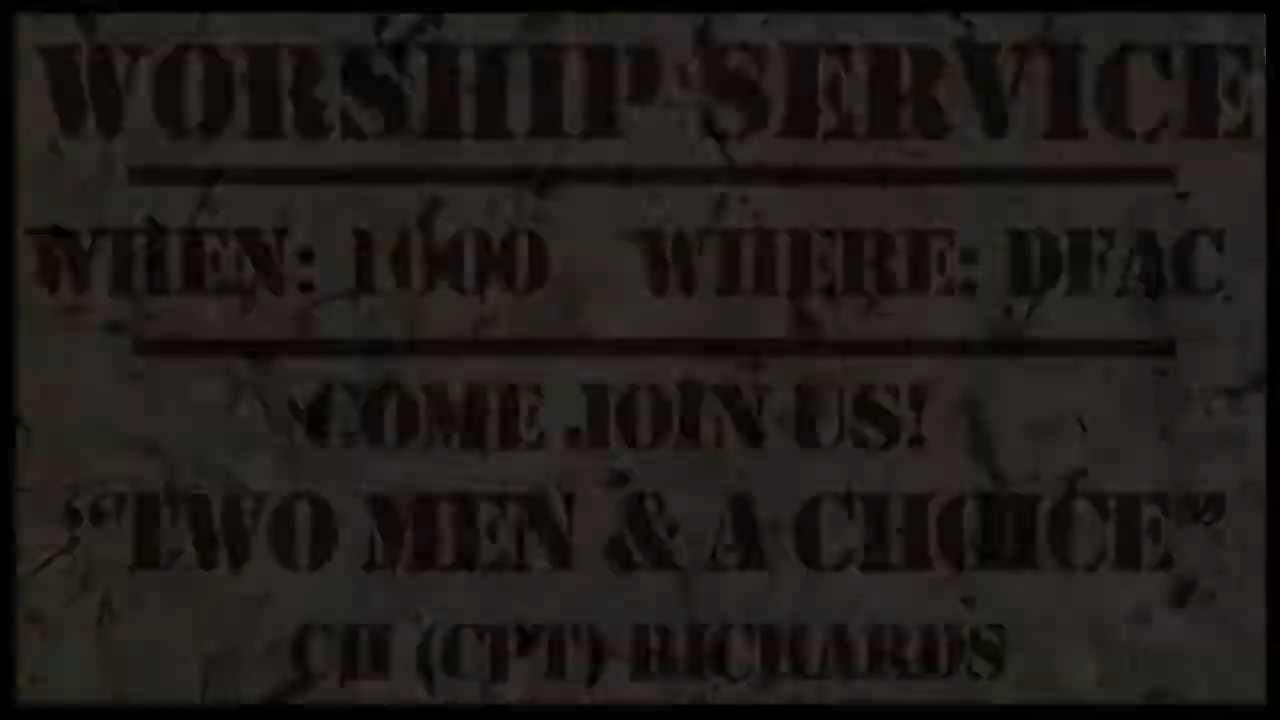 WORSHIP SERVICE
WHEN: 1000 WHERE: DFAC
COME JOIN US!
“TWO MEN & A CHOICE”
CH (CPT) RICHARDS